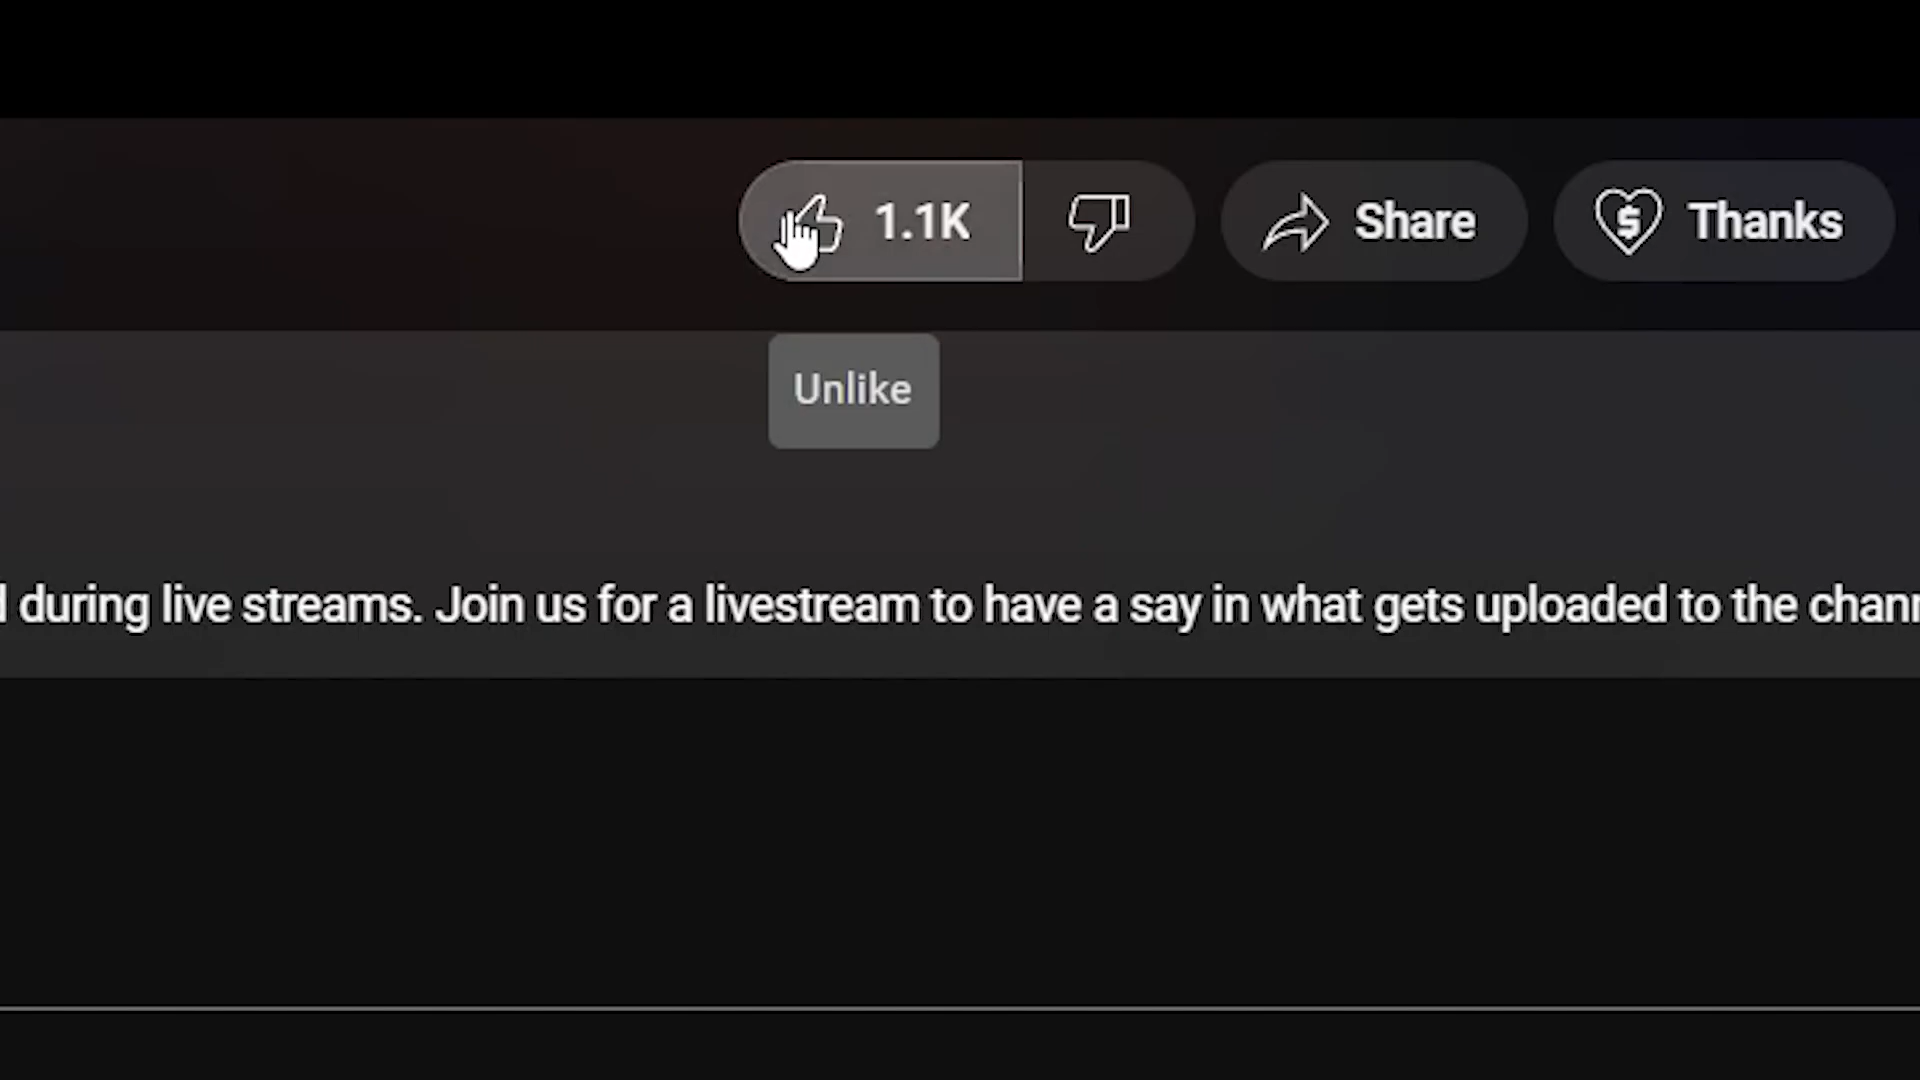 1.1K
Share
Thanks
Unlike
during live streams. Join us for a livestream to have a say in what gets uploaded to the